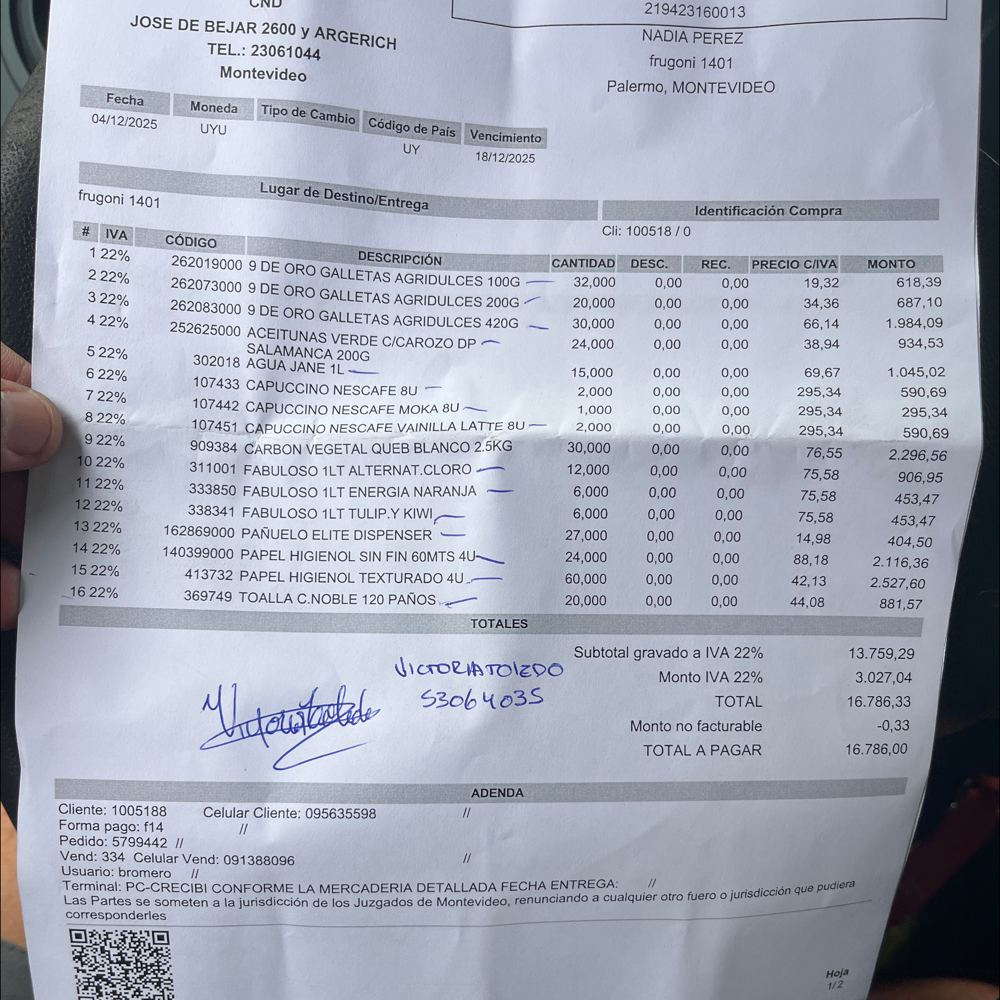 CND
JOSE DE BEJAR 2600 y ARGERICH
TEL.: 23061044
Montevideo
219423160013
NADIA PEREZ
frugoni 1401
Palermo, MONTEVIDEO
Fecha Moneda Tipo de Cambio Código de País Vencimiento
04/12/2025 UYU UY 18/12/2025
Lugar de Destino/Entrega Identificación Compra
frugoni 1401 Cli: 100518 / 0
# IVA CÓDIGO DESCRIPCIÓN CANTIDAD DESC. REC. PRECIO C/IVA MONTO
1 22% 262019000 9 DE ORO GALLETAS AGRIDULCES 100G 32,000 0,00 0,00 19,32 618,39
2 22% 262073000 9 DE ORO GALLETAS AGRIDULCES 200G 20,000 0,00 0,00 34,36 687,10
3 22% 262083000 9 DE ORO GALLETAS AGRIDULCES 420G 30,000 0,00 0,00 66,14 1.984,09
4 22% 252625000 ACEITUNAS VERDE C/CAROZO DP 24,000 0,00 0,00 38,94 934,53
SALAMANCA 200G
5 22% 302018 AGUA JANE 1L 15,000 0,00 0,00 69,67 1.045,02
6 22% 107433 CAPUCCINO NESCAFE 8U 2,000 0,00 0,00 295,34 590,69
7 22% 107442 CAPUCCINO NESCAFE MOKA 8U 1,000 0,00 0,00 295,34 295,34
8 22% 107451 CAPUCCINO NESCAFE VAINILLA LATTE 8U 2,000 0,00 0,00 295,34 590,69
9 22% 909384 CARBON VEGETAL QUEB BLANCO 2.5KG 30,000 0,00 0,00 76,55 2.296,56
10 22% 311001 FABULOSO 1LT ALTERNAT.CLORO 12,000 0,00 0,00 75,58 906,95
11 22% 333850 FABULOSO 1LT ENERGIA NARANJA 6,000 0,00 0,00 75,58 453,47
12 22% 338341 FABULOSO 1LT TULIP.Y KIWI 6,000 0,00 0,00 75,58 453,47
13 22% 162869000 PAÑUELO ELITE DISPENSER 27,000 0,00 0,00 14,98 404,50
14 22% 140399000 PAPEL HIGIENOL SIN FIN 60MTS 4U 24,000 0,00 0,00 88,18 2.116,36
15 22% 413732 PAPEL HIGIENOL TEXTURADO 4U 60,000 0,00 0,00 42,13 2.527,60
16 22% 369749 TOALLA C.NOBLE 120 PAÑOS 20,000 0,00 0,00 44,08 881,57
TOTALES
Subtotal gravado a IVA 22% 13.759,29
Monto IVA 22% 3.027,04
TOTAL 16.786,33
Monto no facturable -0,33
TOTAL A PAGAR 16.786,00
VICTORIA TOLEDO
53064035
ADENDA
Cliente: 1005188 Celular Cliente: 095635598 //
Forma pago: f14 //
Pedido: 5799442 //
Vend: 334 Celular Vend: 091388096 //
Usuario: bromero //
Terminal: PC-CRECIBI CONFORME LA MERCADERIA DETALLADA FECHA ENTREGA: //
Las Partes se someten a la jurisdicción de los Juzgados de Montevideo, renunciando a cualquier otro fuero o jurisdicción que pudiera
corresponderles
Hoja
1/2